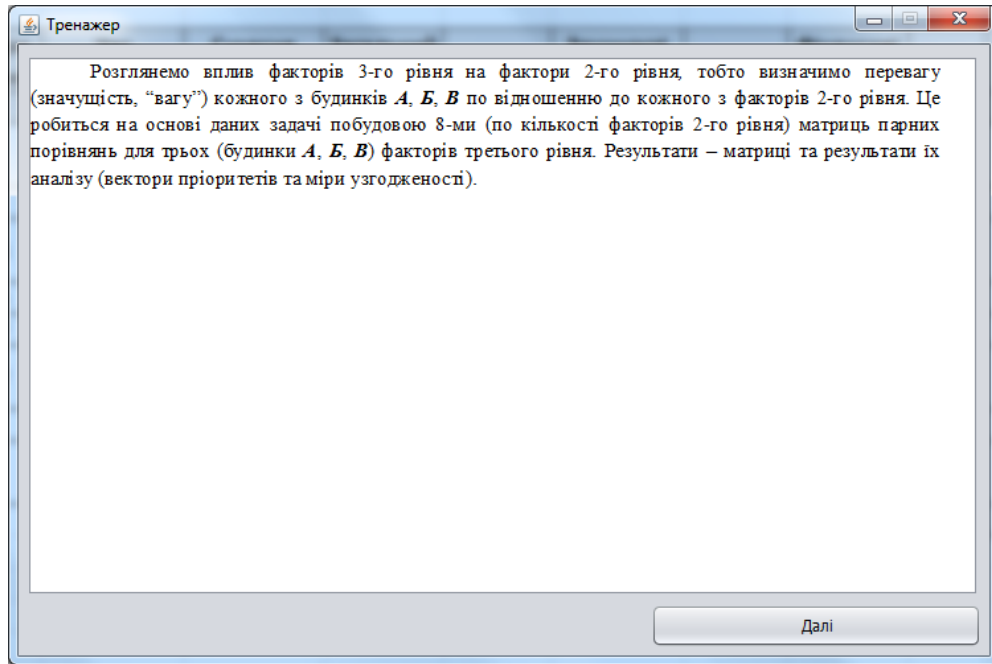 Тренажер
Розглянемо вплив факторів 3-го рівня на фактори 2-го рівня, тобто визначимо перевагу
(значущість, “вагу”) кожного з будинків А, Б, В по відношенню до кожного з факторів 2-го рівня. Це
робиться на основі даних задачі побудовою 8-ми (по кількості факторів 2-го рівня) матриць парних
порівнянь для трьох (будинки А, Б, В) факторів третього рівня. Результати – матриці та результати їх
аналізу (вектори пріоритетів та міри узгодженості).
Далі